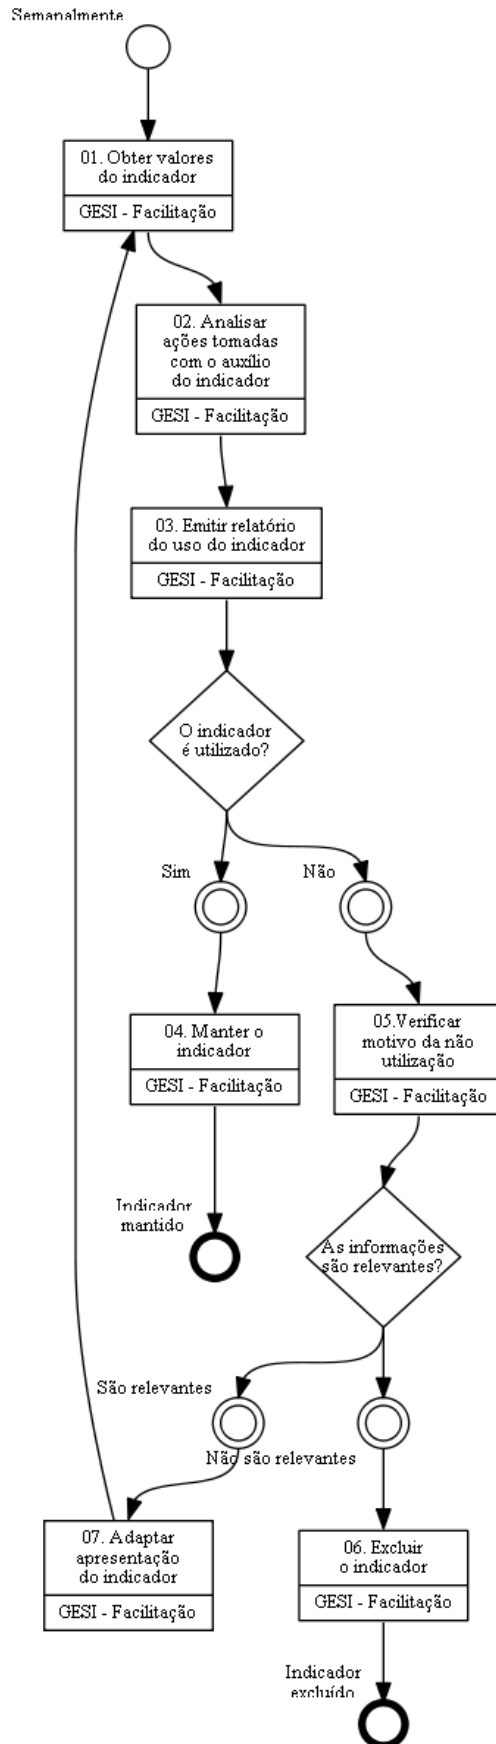 Semanalmente
01. Obter valores
do indicador
GESI - Facilitação
02. Analisar
ações tomadas
com o auxílio
do indicador
GESI - Facilitação
03. Emitir relatório
do uso do indicador
GESI - Facilitação
O indicador
é utilizado?
Sim
Não
04. Manter o
indicador
GESI - Facilitação
05.Verificar
motivo da não
utilização
GESI - Facilitação
Indicador
mantido
As informações
são relevantes?
São relevantes
Não são relevantes
07. Adaptar
apresentação
do indicador
GESI - Facilitação
06. Excluir
o indicador
GESI - Facilitação
Indicador
excluído